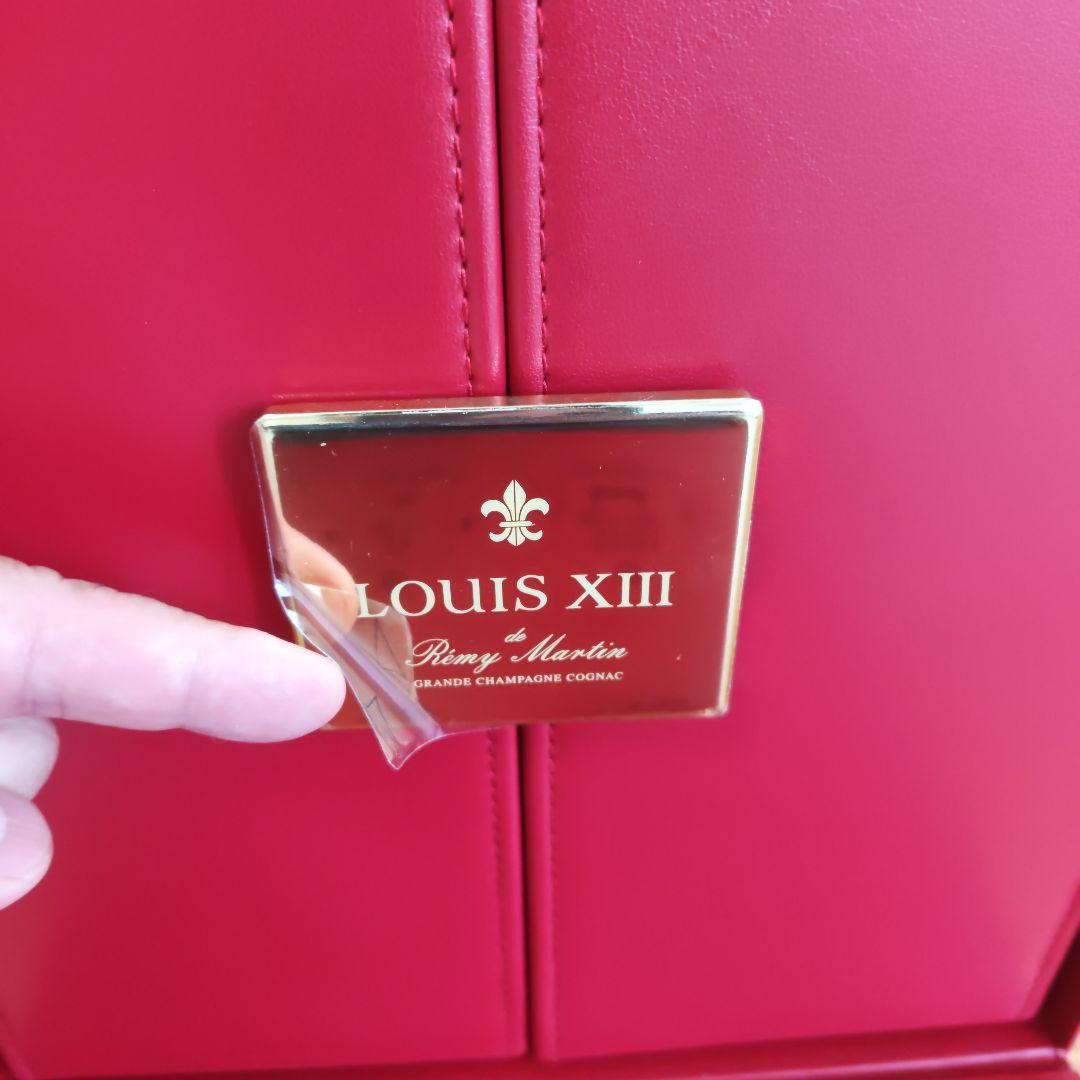 LOUIS XIII
de
Rémy Martin
GRANDE CHAMPAGNE COGNAC